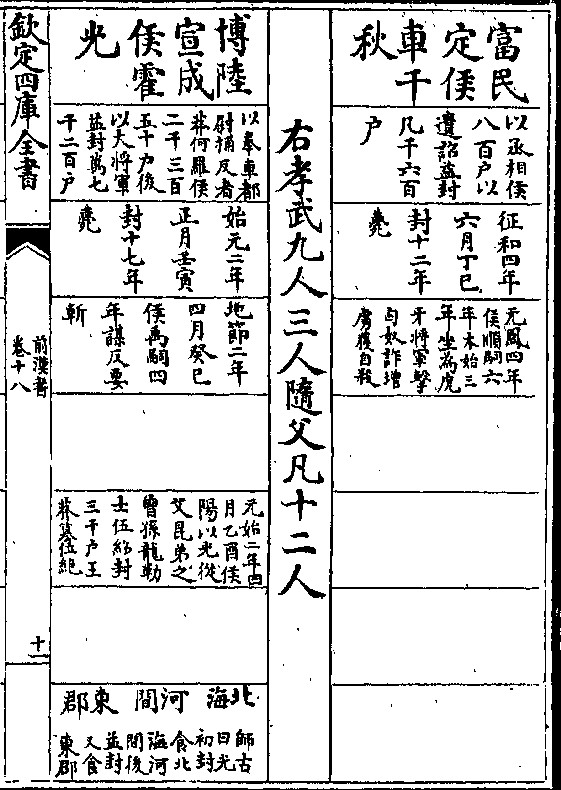 富民
定侯
車千
秋
以丞相侯
八百户以
遺詔益封
凡千六百
户
征和四年
六月丁巳
封十二年
薨
元鳳四年
侯順嗣六
年本始三
年坐為虎
牙將軍擊
匈奴詐增
虜獲自殺
右孝武九人三人隨父凡十二人
博陸
宣成
侯霍
光
以奉車都
尉捕反者
莽何羅侯
二千三百
五十户後
以大將軍
益封萬七
千二百户
始元二年
正月壬寅
封十七年
薨
地節二年
四月癸巳
侯禹嗣四
年謀反要
斬
元始二年四
月乙酉侯
陽以光從
父昆弟之
曾孫龍勒
士伍紹封
三千户王
莽篡位絶
北海
河間
東郡
師古
曰光
初封
食北
海河
間後
益封
又食
東郡
欽定四庫全書
前漢書
卷十八
十